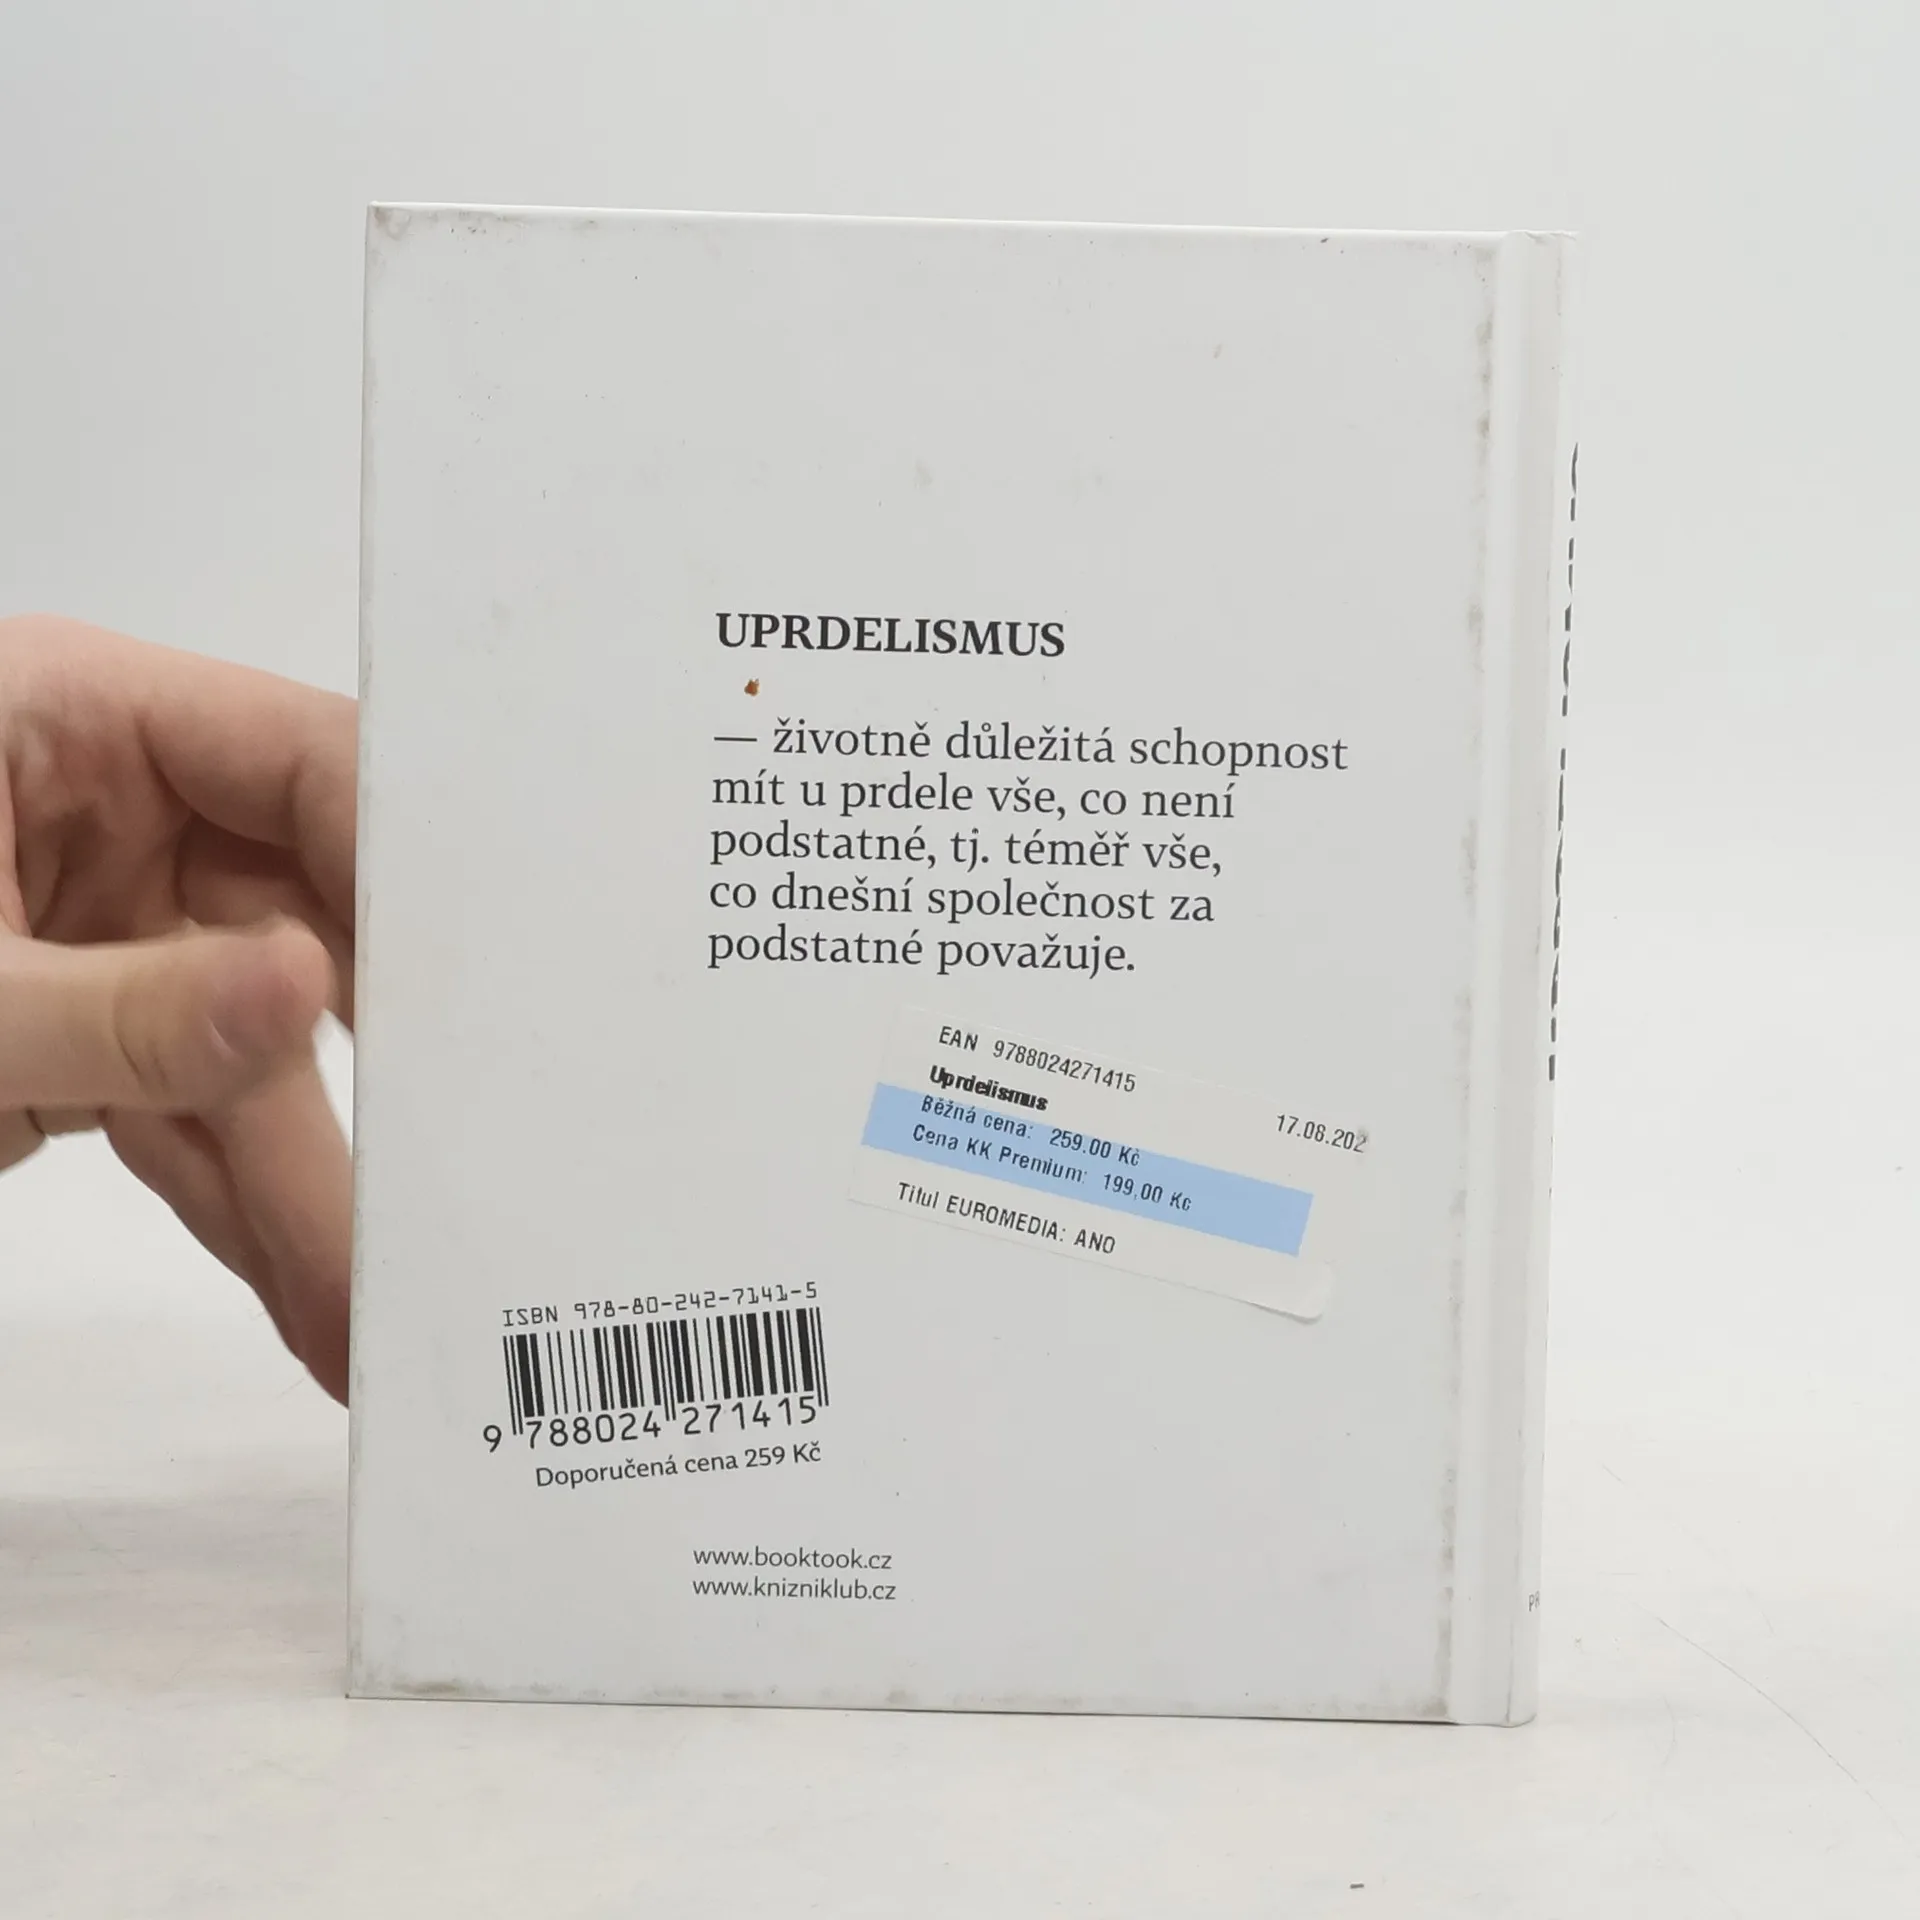 UPRDELISMUS
— životně důležitá schopnost
mít u prdele vše, co není
podstatné, tj. téměř vše,
co dnešní společnost za
podstatné považuje.
EAN 9788024271415
Uprdelismus
17.08.202
Běžná cena: 259.00 Kč
Cena KK Premium: 199,00 Kč
Titul EUROMEDIA: ANO
ISBN 978-80-242-7141-5
9 788024 271415
Doporučená cena 259 Kč
www.booktook.cz
www.knizniklub.cz